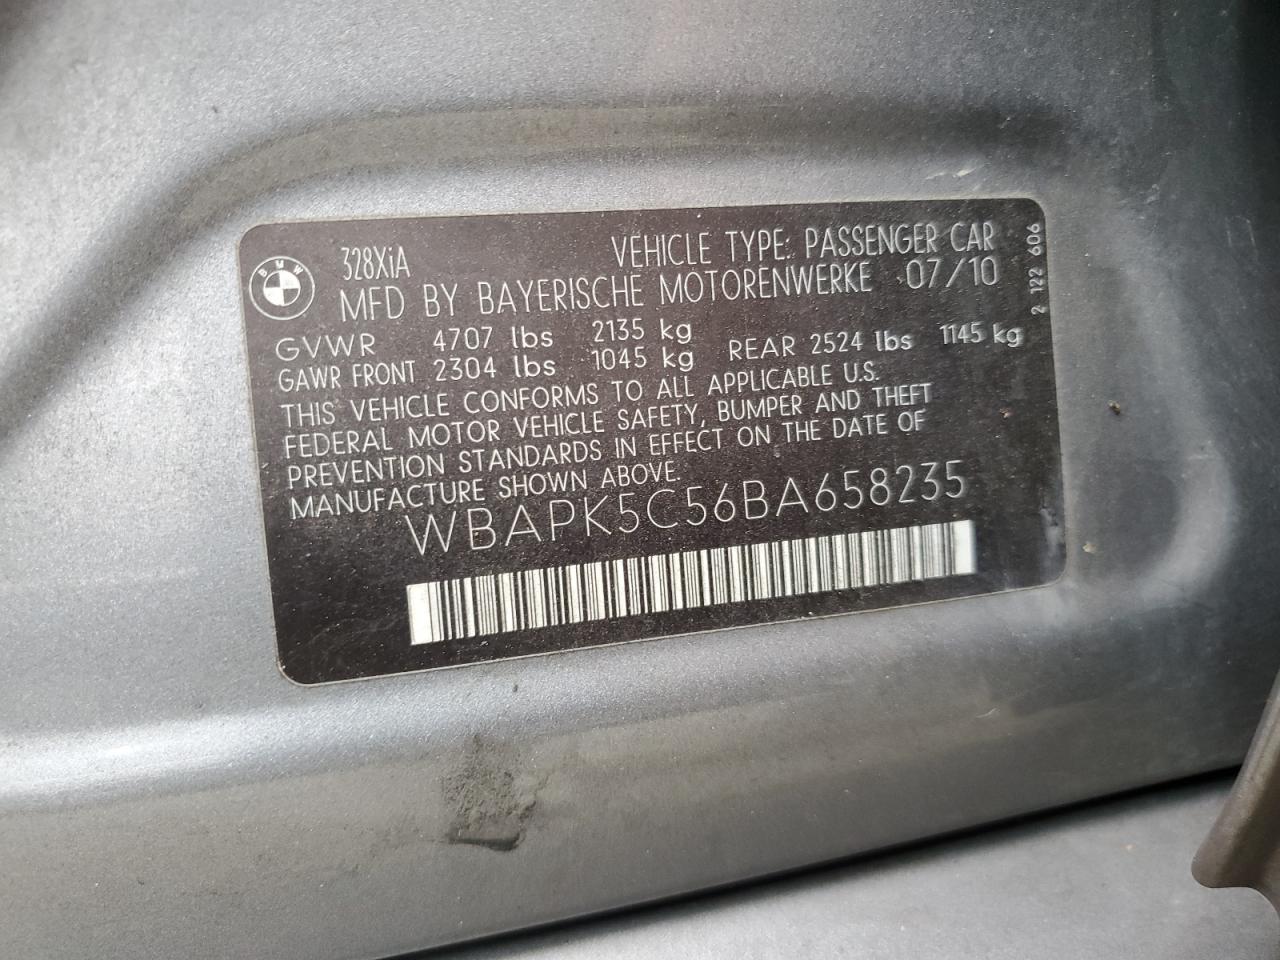 BMW
328XiA VEHICLE TYPE: PASSENGER CAR
MFD BY BAYERISCHE MOTORENWERKE 07/10
GVWR 4707 lbs 2135 kg
GAWR FRONT 2304 lbs 1045 kg REAR 2524 lbs 1145 kg
THIS VEHICLE CONFORMS TO ALL APPLICABLE U.S.
FEDERAL MOTOR VEHICLE SAFETY, BUMPER AND THEFT
PREVENTION STANDARDS IN EFFECT ON THE DATE OF
MANUFACTURE SHOWN ABOVE.
WBAPK5C56BA658235
2 122 606